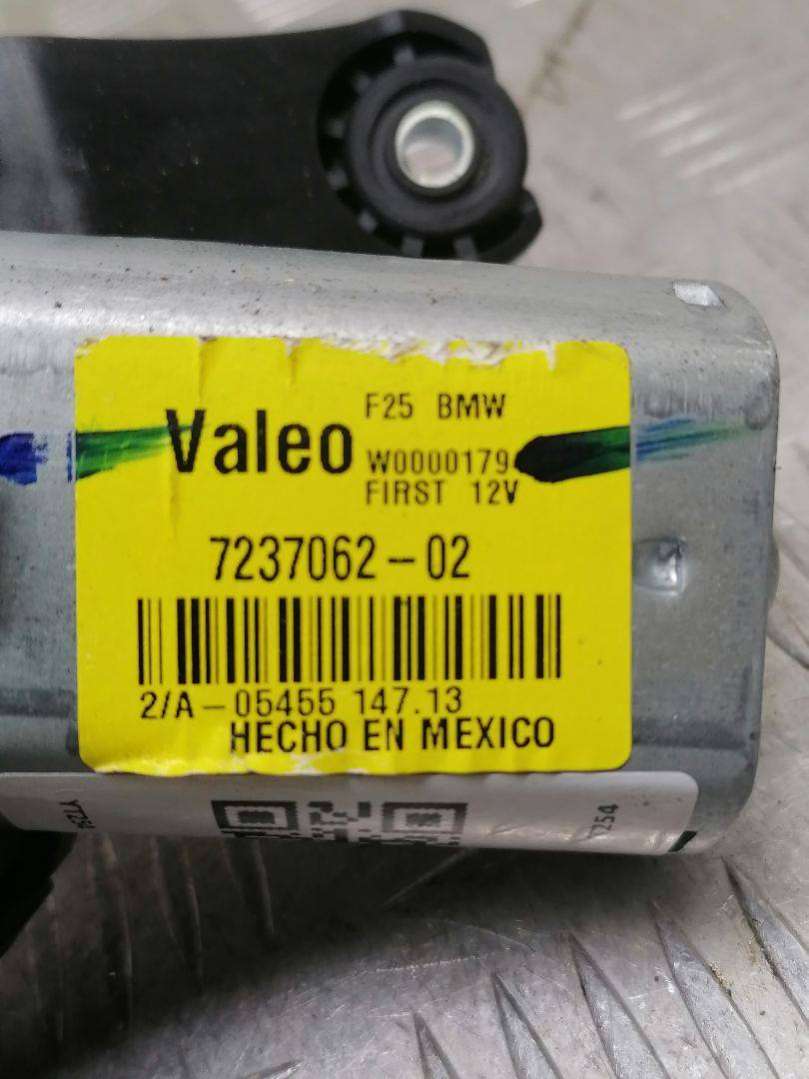 F25 BMW
Valeo W0000179
FIRST 12V
7237062-02
2/A-05455 147.13
HECHO EN MEXICO